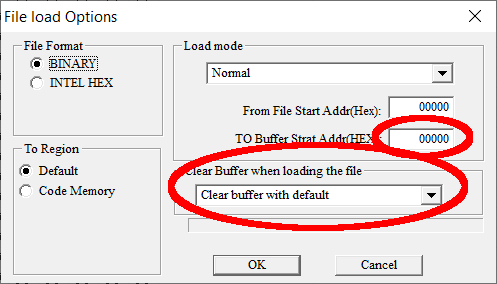 File load Options
File Format
BINARY
INTEL HEX
Load mode
Normal
From File Start Addr(Hex): 00000
TO Buffer Strat Addr(HEX): 00000
To Region
Default
Code Memory
Clear Buffer when loading the file
Clear buffer with default
OK
Cancel